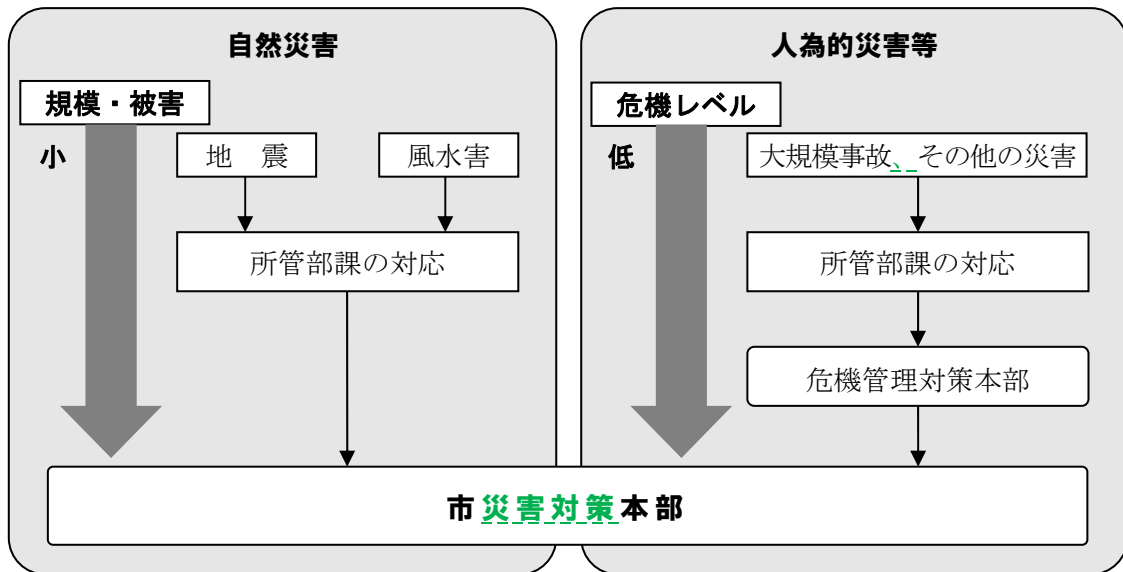 自然災害
規模・被害
小
地　震
風水害
所管部課の対応
人為的災害等
危機レベル
低
大規模事故、その他の災害
所管部課の対応
危機管理対策本部
市災害対策本部